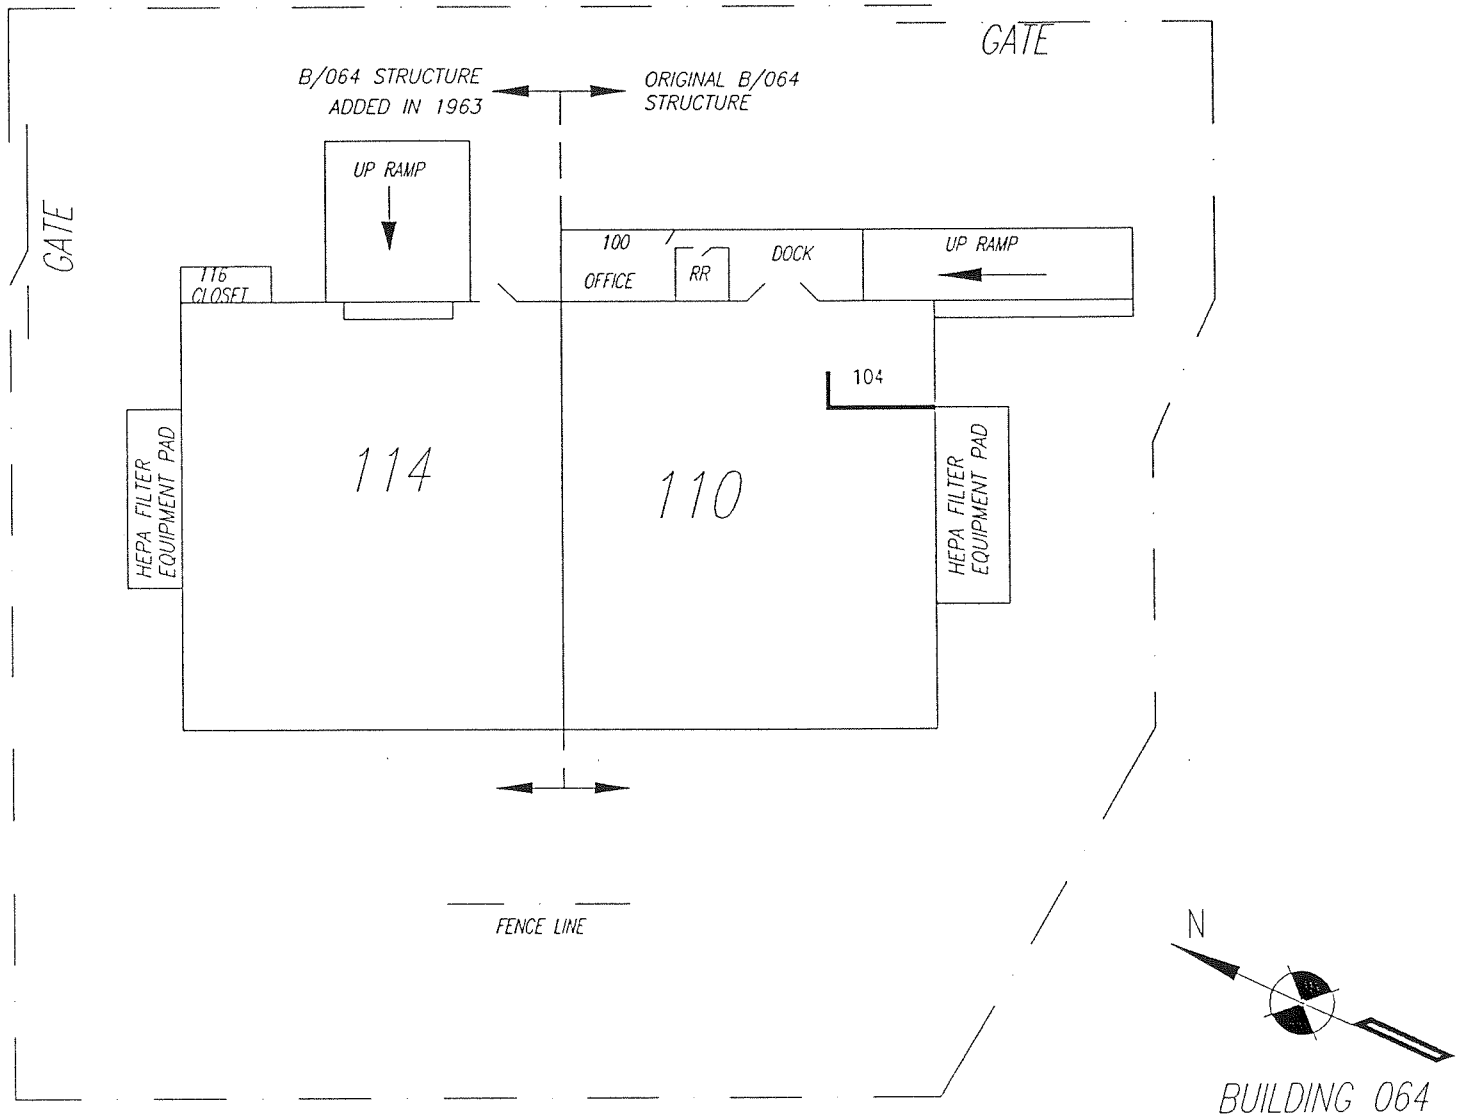 GATE
B/064 STRUCTURE
ADDED IN 1963
ORIGINAL B/064
STRUCTURE
UP RAMP
GATE
100
OFFICE
RR
DOCK
UP RAMP
116
CLOSET
104
114
110
HEPA FILTER
EQUIPMENT PAD
HEPA FILTER
EQUIPMENT PAD
FENCE LINE
N
BUILDING 064